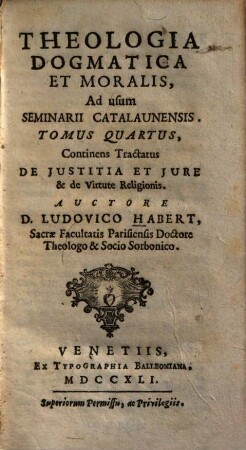 THEOLOGIA
DOGMATICA
ET MORALIS,
Ad usum
SEMINARII CATALAUNENSIS.
TOMUS QUARTUS,
Continens Tractatus
DE JUSTITIA ET JURE
& de Virtute Religionis.
AUCTORE
D. LUDOVICO HABERT,
Sacræ Facultatis Parisiensis Doctore
Theologo & Socio Sorbonico.
VENETIIS,
EX TYPOGRAPHIA BALLEONIANA.
MDCCXLI.
Superiorum Permissu, ac Privilegiis.